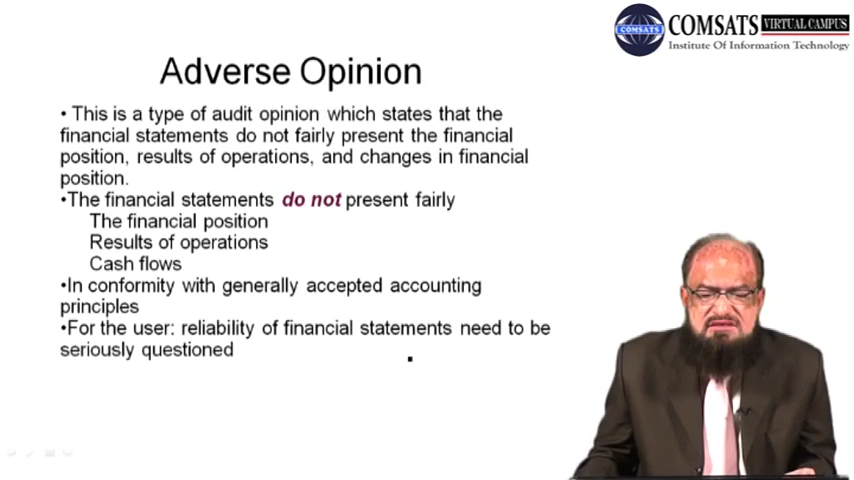 COMSATS VIRTUAL CAMPUS
COMSATS
Institute Of Information Technology
Adverse Opinion
• This is a type of audit opinion which states that the
financial statements do not fairly present the financial
position, results of operations, and changes in financial
position.
•The financial statements do not present fairly
The financial position
Results of operations
Cash flows
•In conformity with generally accepted accounting
principles
•For the user: reliability of financial statements need to be
seriously questioned